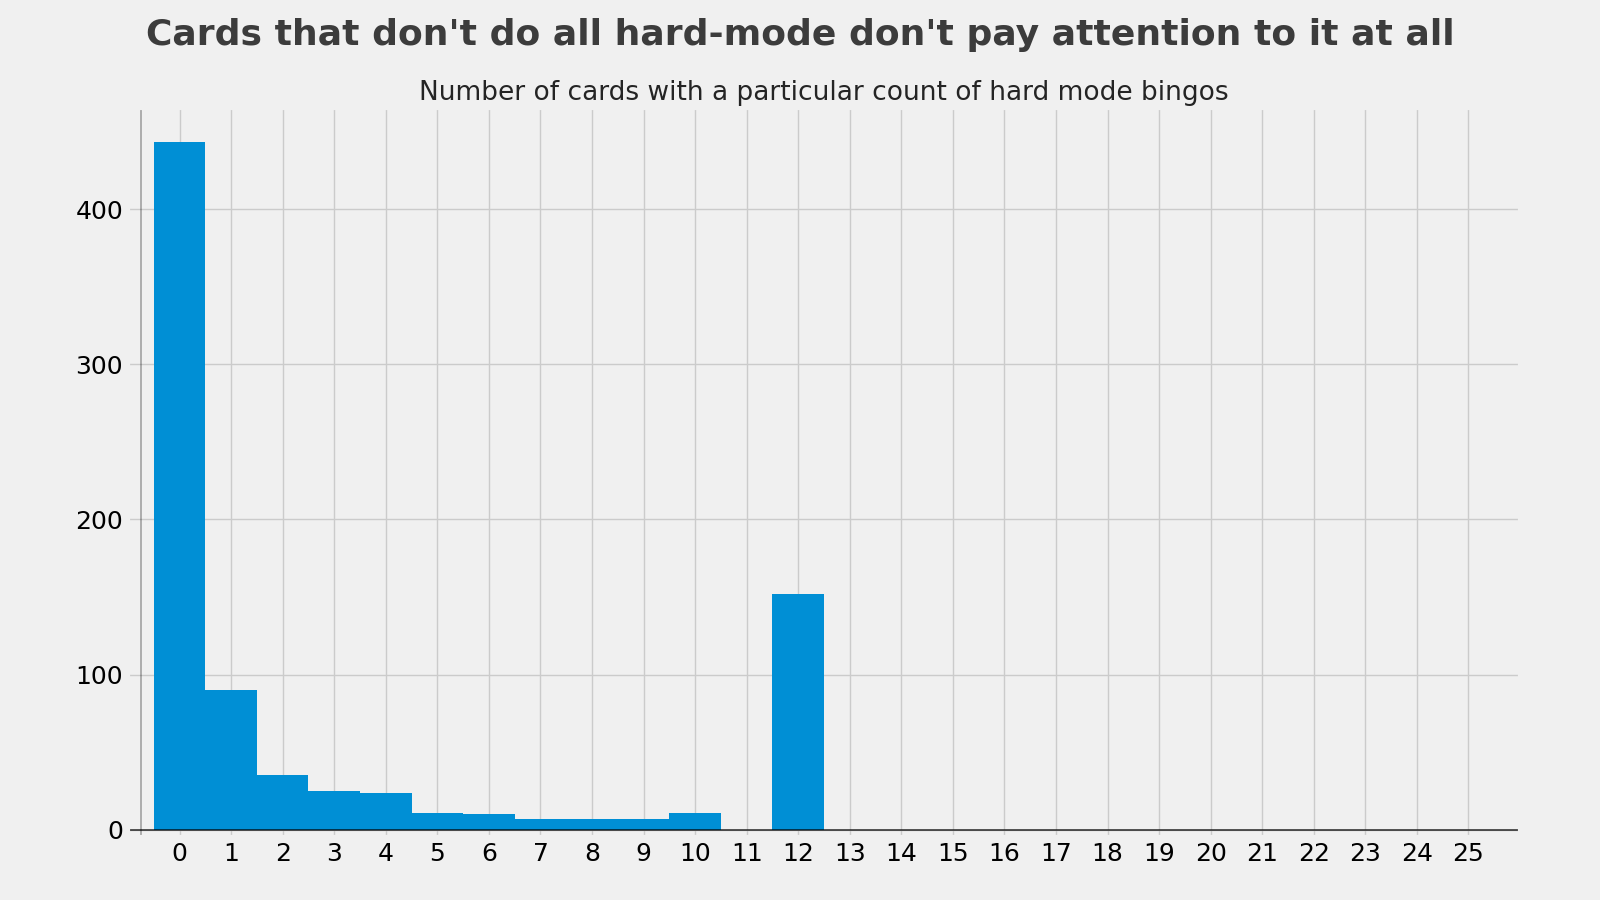 Cards that don't do all hard-mode don't pay attention to it at all
Number of cards with a particular count of hard mode bingos
400
300
200
100
0
0 1 2 3 4 5 6 7 8 9 10 11 12 13 14 15 16 17 18 19 20 21 22 23 24 25